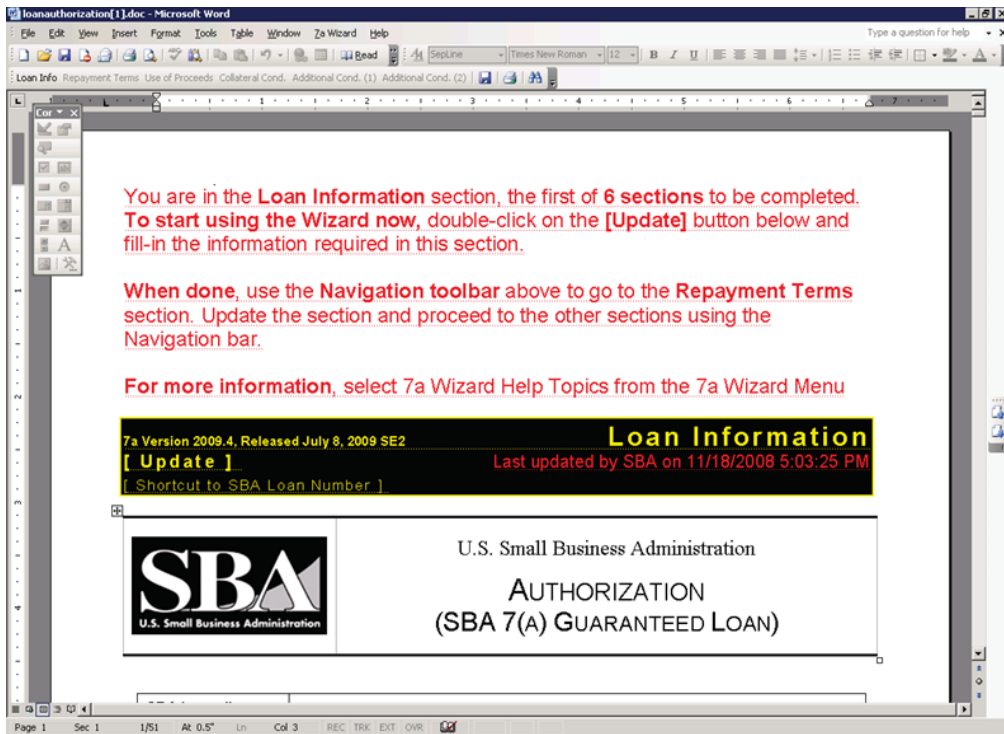 loanauthorization[1].doc - Microsoft Word
File Edit View Insert Format Tools Table Window Za Wizard Help
Type a question for help
Read SepLine Times New Roman 12 B I U
Loan Info Repayment Terms Use of Proceeds Collateral Cond. Additional Cond. (1) Additional Cond. (2)
1 2 3 4 5 6 7
Cor
You are in the Loan Information section, the first of 6 sections to be completed.
To start using the Wizard now, double-click on the [Update] button below and
fill-in the information required in this section.
When done, use the Navigation toolbar above to go to the Repayment Terms
section. Update the section and proceed to the other sections using the
Navigation bar.
For more information, select 7a Wizard Help Topics from the 7a Wizard Menu
7a Version 2009.4, Released July 8, 2009 SE2
Loan Information
[ Update ]
Last updated by SBA on 11/18/2008 5:03:25 PM
[ Shortcut to SBA Loan Number ]
SBA
U.S. Small Business Administration
U.S. Small Business Administration
AUTHORIZATION
(SBA 7(A) GUARANTEED LOAN)
Page 1 Sec 1 1/51 At 0.5" Ln Col 3 REC TRK EXT OVR